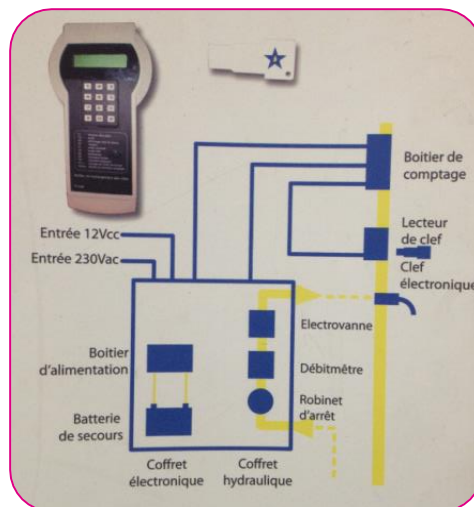 Boitier de
comptage
Lecteur
de clef
Clef
électronique
Entrée 12Vcc
Entrée 230Vac
Electrovanne
Boitier
d'alimentation
Débitmètre
Robinet
d'arrêt
Batterie
de secours
Coffret
électronique
Coffret
hydraulique